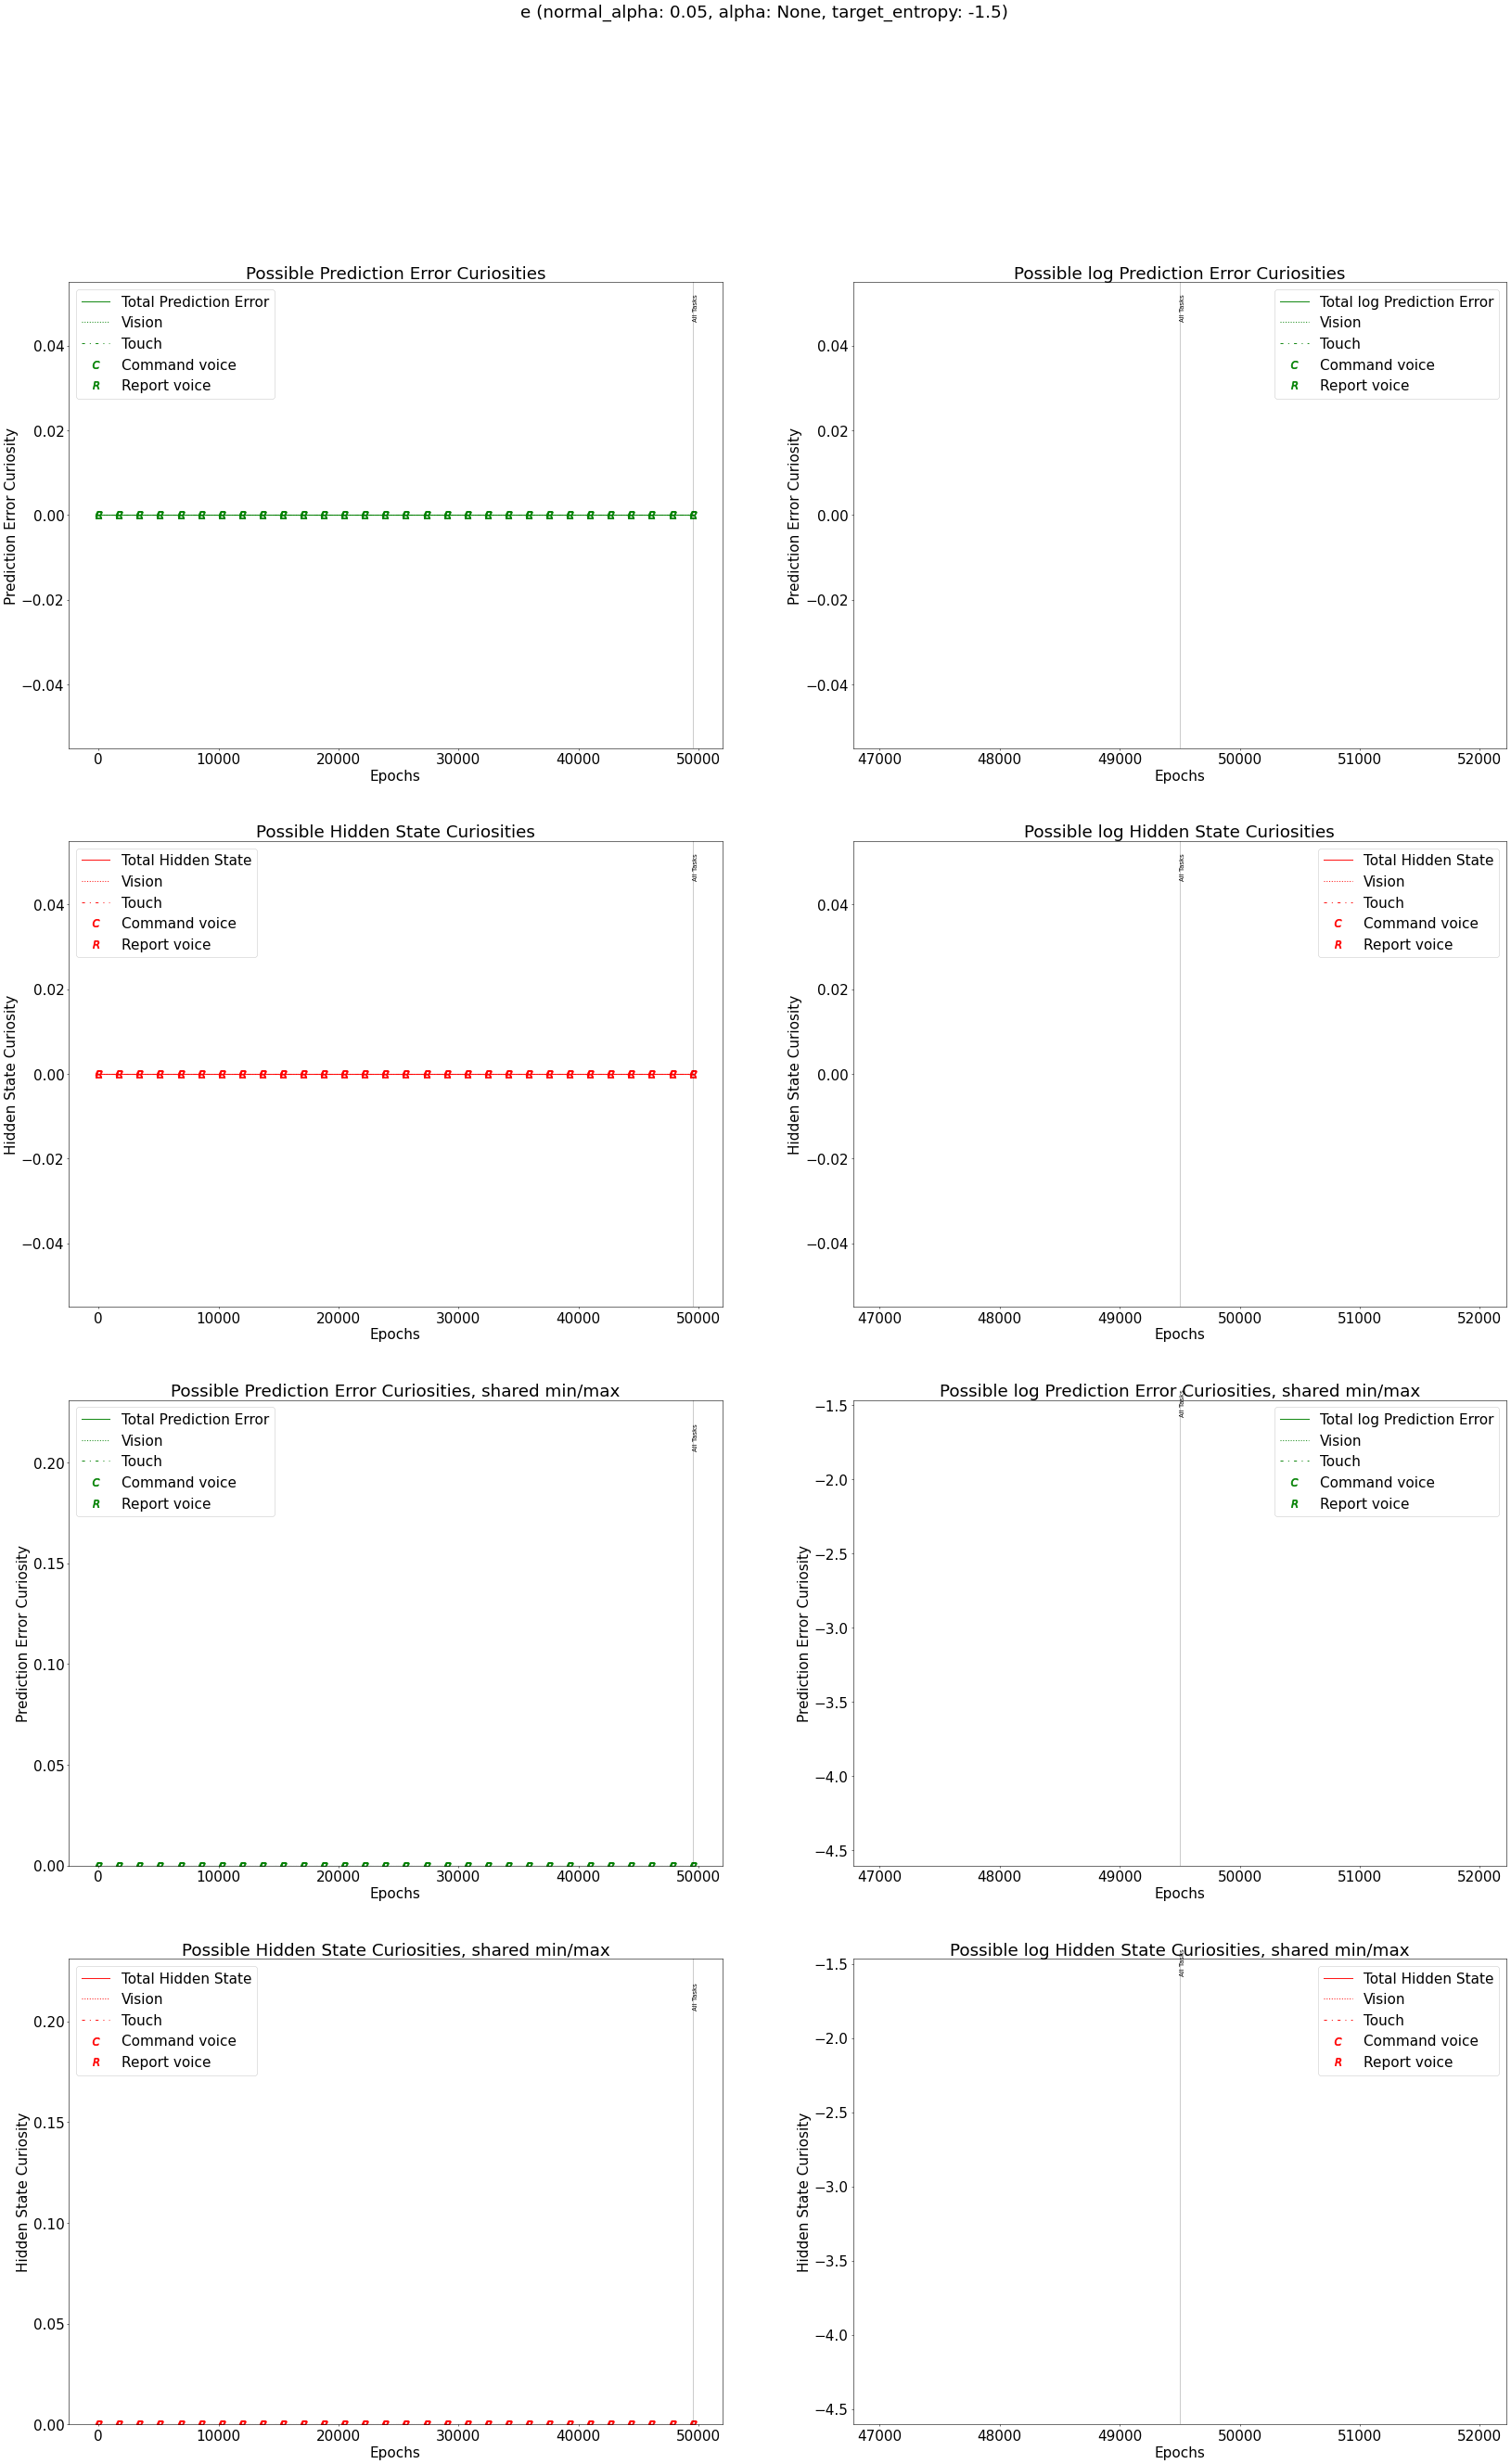 e (normal_alpha: 0.05, alpha: None, target_entropy: -1.5)
Possible Prediction Error Curiosities
Total Prediction Error
Vision
Touch
C Command voice
R Report voice
All Tasks
Prediction Error Curiosity
0.04
0.02
0.00
−0.02
−0.04
0 10000 20000 30000 40000 50000
Epochs
Possible log Prediction Error Curiosities
Total log Prediction Error
Vision
Touch
C Command voice
R Report voice
All Tasks
Prediction Error Curiosity
0.04
0.02
0.00
−0.02
−0.04
47000 48000 49000 50000 51000 52000
Epochs
Possible Hidden State Curiosities
Total Hidden State
Vision
Touch
C Command voice
R Report voice
All Tasks
Hidden State Curiosity
0.04
0.02
0.00
−0.02
−0.04
0 10000 20000 30000 40000 50000
Epochs
Possible log Hidden State Curiosities
Total Hidden State
Vision
Touch
C Command voice
R Report voice
All Tasks
Hidden State Curiosity
0.04
0.02
0.00
−0.02
−0.04
47000 48000 49000 50000 51000 52000
Epochs
Possible Prediction Error Curiosities, shared min/max
Total Prediction Error
Vision
Touch
C Command voice
R Report voice
All Tasks
Prediction Error Curiosity
0.20
0.15
0.10
0.05
0.00
0 10000 20000 30000 40000 50000
Epochs
Possible log Prediction Error Curiosities, shared min/max
Total log Prediction Error
Vision
Touch
C Command voice
R Report voice
All Tasks
Prediction Error Curiosity
−1.5
−2.0
−2.5
−3.0
−3.5
−4.0
−4.5
47000 48000 49000 50000 51000 52000
Epochs
Possible Hidden State Curiosities, shared min/max
Total Hidden State
Vision
Touch
C Command voice
R Report voice
All Tasks
Hidden State Curiosity
0.20
0.15
0.10
0.05
0.00
0 10000 20000 30000 40000 50000
Epochs
Possible log Hidden State Curiosities, shared min/max
Total Hidden State
Vision
Touch
C Command voice
R Report voice
All Tasks
Hidden State Curiosity
−1.5
−2.0
−2.5
−3.0
−3.5
−4.0
−4.5
47000 48000 49000 50000 51000 52000
Epochs